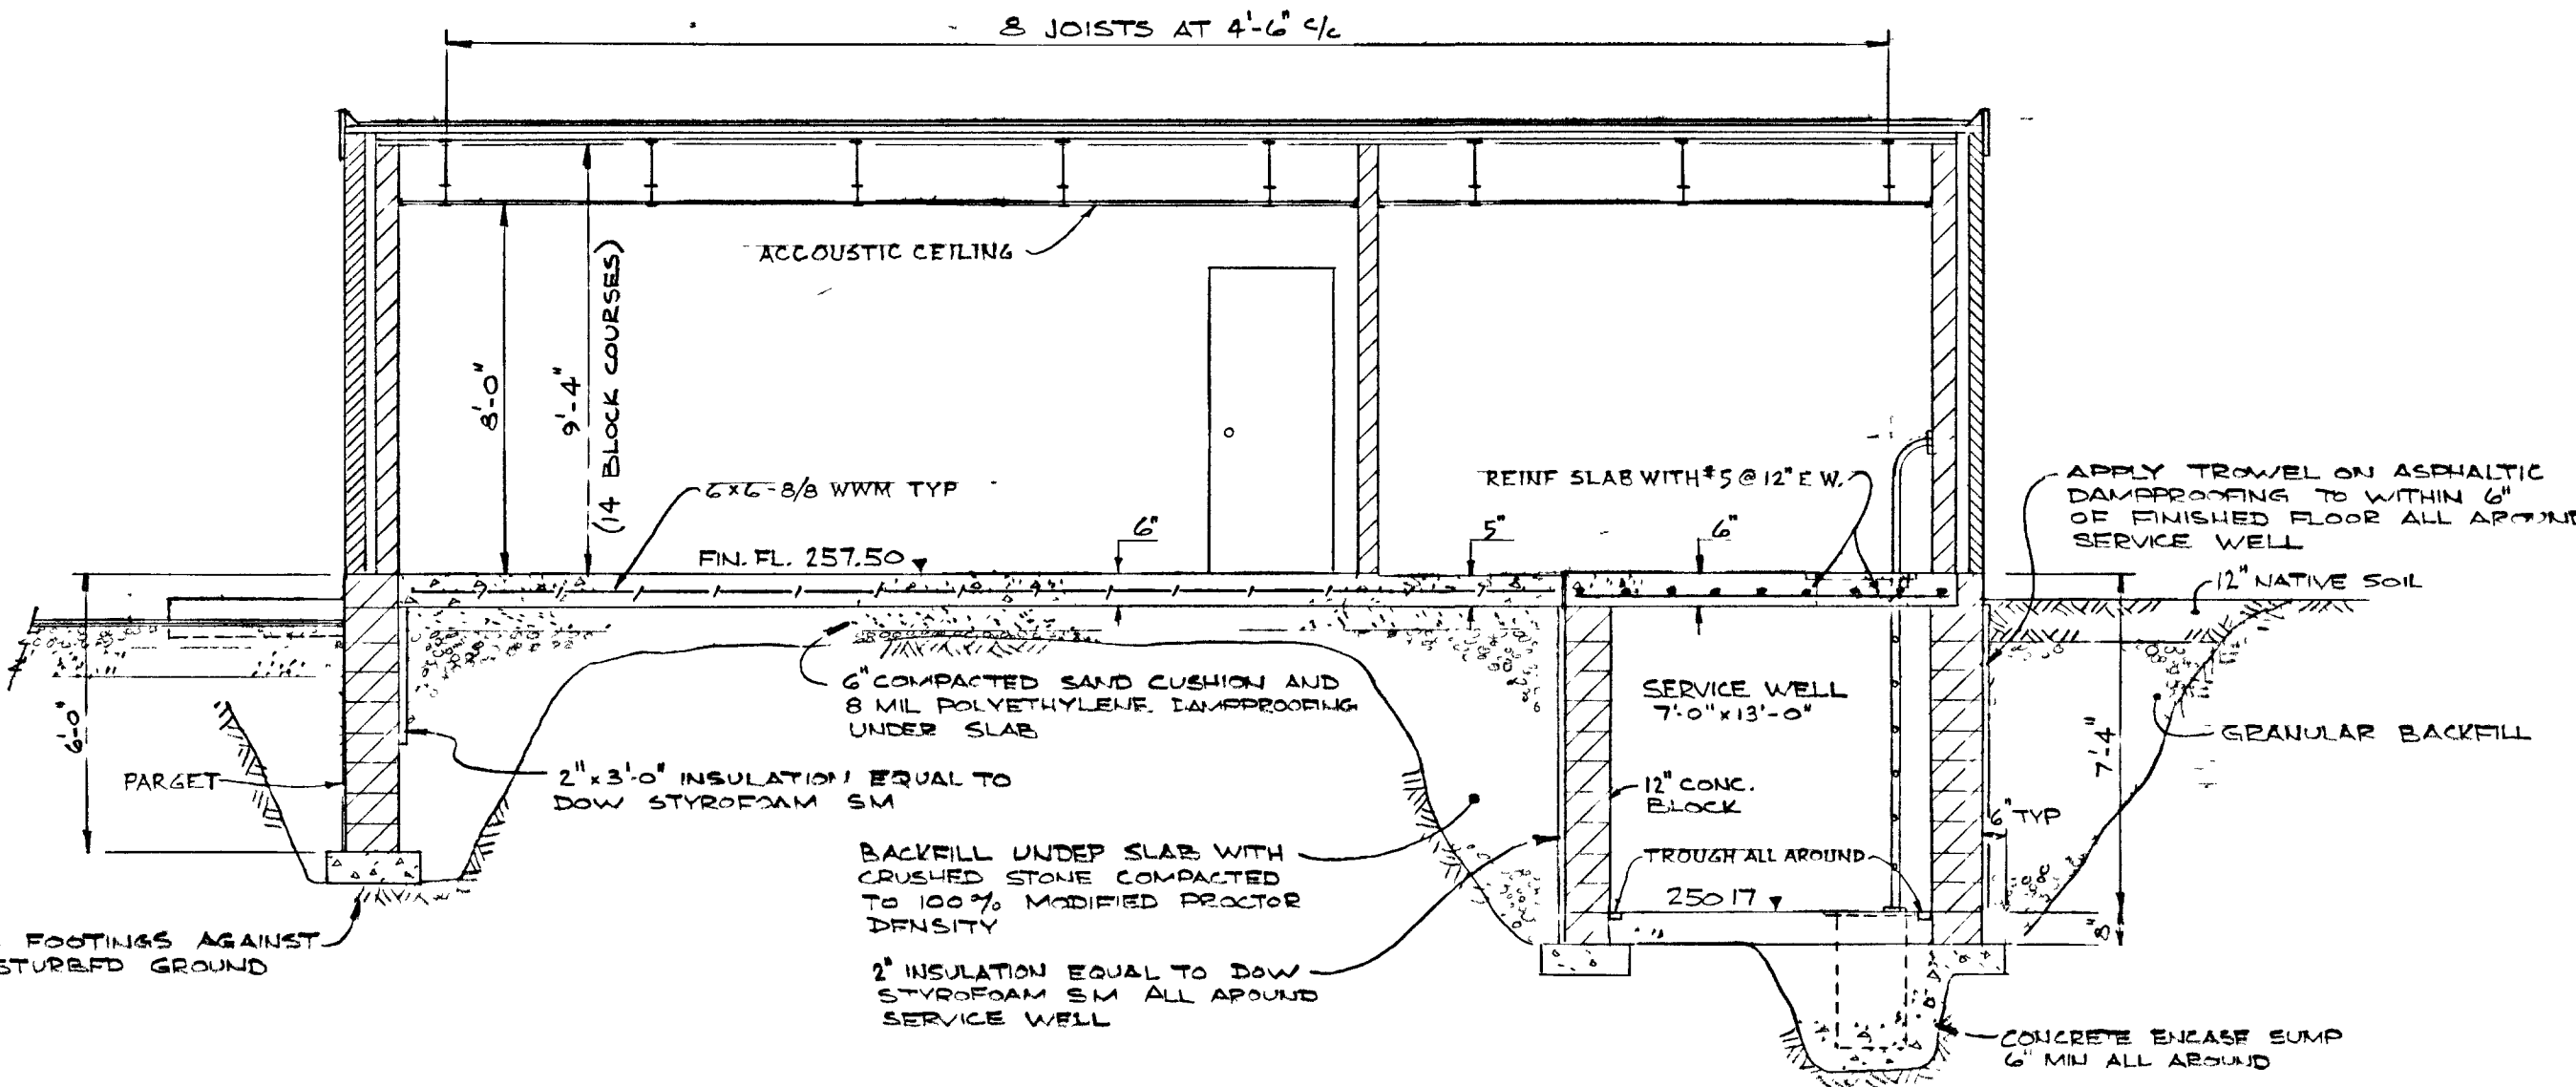 8 JOISTS AT 4'-6" c/c
ACCOUSTIC CEILING
8'-0"
9'-4"
(14 BLOCK COURSES)
6x6-8/8 WWM TYP
REINF SLAB WITH #5 @ 12" E W.
APPLY TROWEL ON ASPHALTIC
DAMPPROOFING TO WITHIN 6"
OF FINISHED FLOOR ALL AROUND
SERVICE WELL
FIN. FL. 257.50
6"
5"
6"
12" NATIVE SOIL
6'-0"
6" COMPACTED SAND CUSHION AND
8 MIL POLYETHYLENE DAMPPROOFING
UNDER SLAB
SERVICE WELL
7'-0" x 13'-0"
7'-4"
GRANULAR BACKFILL
PARGET
2" x 3'-0" INSULATION EQUAL TO
DOW STYROFOAM SM
12" CONC.
BLOCK
6" TYP
BACKFILL UNDER SLAB WITH
CRUSHED STONE COMPACTED
TO 100% MODIFIED PROCTOR
DENSITY
TROUGH ALL AROUND
250 17
8"
FOOTINGS AGAINST
STURBED GROUND
2" INSULATION EQUAL TO DOW
STYROFOAM SM ALL AROUND
SERVICE WELL
CONCRETE ENCASE SUMP
6" MIN ALL AROUND